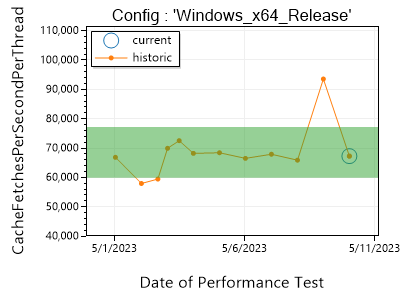 Config : 'Windows_x64_Release'
CacheFetchesPerSecondPerThread
110,000
100,000
90,000
80,000
70,000
60,000
50,000
40,000
current
historic
5/1/2023
5/6/2023
5/11/2023
Date of Performance Test